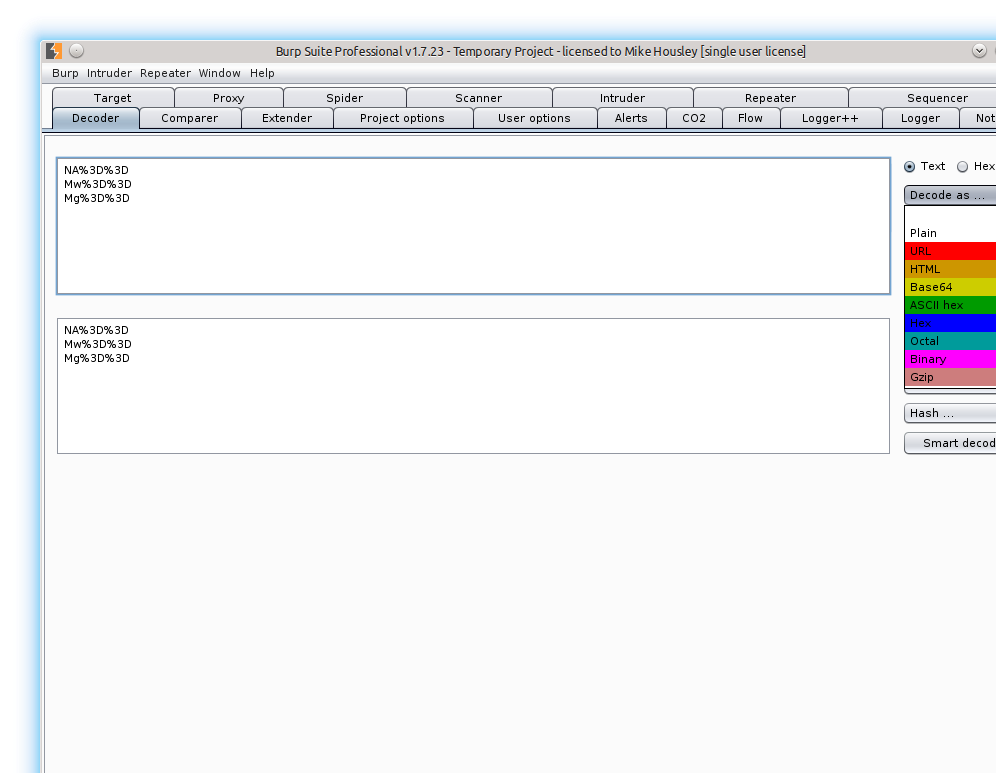 Burp Suite Professional v1.7.23 - Temporary Project - licensed to Mike Housley [single user license]
Burp Intruder Repeater Window Help
Target Proxy Spider Scanner Intruder Repeater Sequencer
Decoder Comparer Extender Project options User options Alerts CO2 Flow Logger++ Logger Not
NA%3D%3D
Mw%3D%3D
Mg%3D%3D
Text Hex
Decode as ...
Plain
URL
HTML
Base64
ASCII hex
Hex
Octal
Binary
Gzip
NA%3D%3D
Mw%3D%3D
Mg%3D%3D
Hash ...
Smart decod